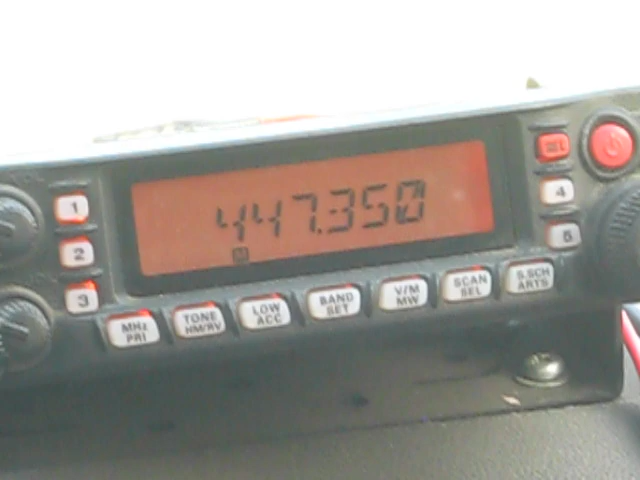 447.350
M
1
2
3
4
5
MHz
PRI
TONE
HM/RV
LOW
ACC
BAND
SET
V/M
MW
SCAN
SEL
S.SCH
ARTS